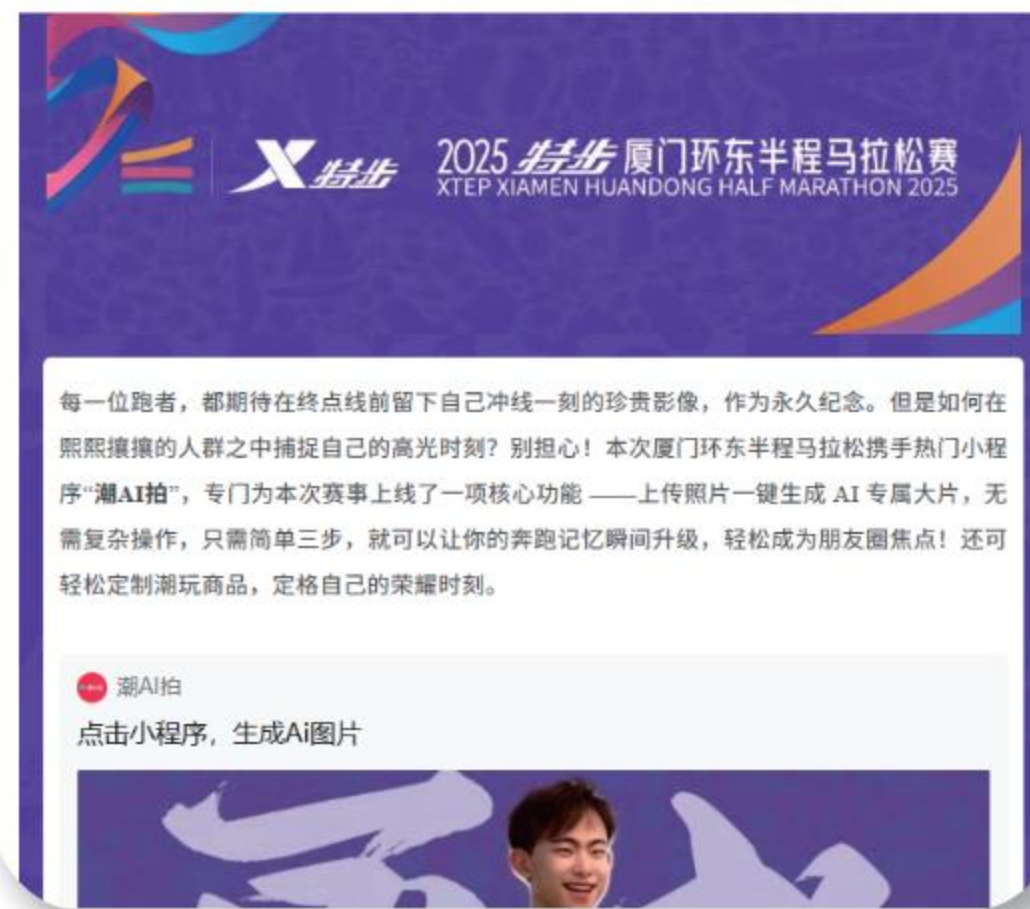 特步
2025 特步 厦门环东半程马拉松赛
XTEP XIAMEN HUANDONG HALF MARATHON 2025
每一位跑者，都期待在终点线前留下自己冲线一刻的珍贵影像，作为永久纪念。但是如何在
熙熙攘攘的人群之中捕捉自己的高光时刻？别担心！本次厦门环东半程马拉松携手热门小程
序“潮AI拍”，专门为本次赛事上线了一项核心功能 ——上传照片一键生成 AI 专属大片，无
需复杂操作，只需简单三步，就可以让你的奔跑记忆瞬间升级，轻松成为朋友圈焦点！还可
轻松定制潮玩商品，定格自己的荣耀时刻。
潮AI拍
点击小程序，生成Ai图片